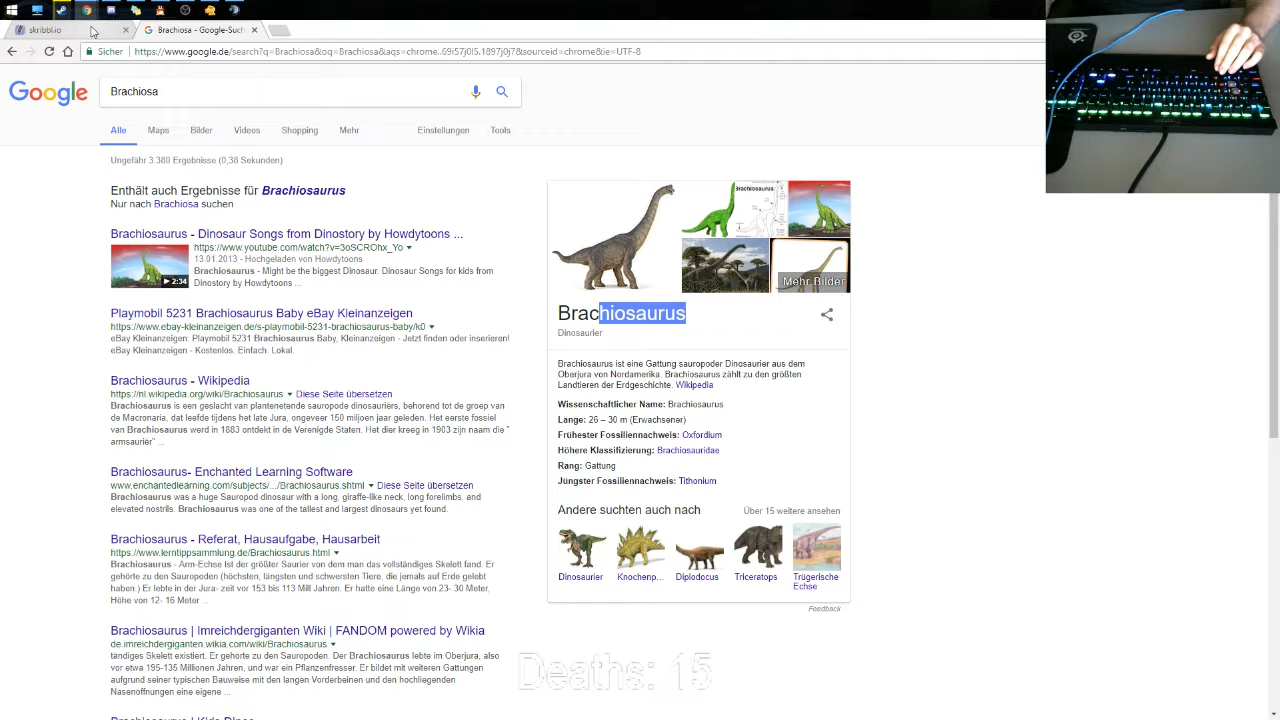 skribbl.io
Brachiosa - Google-Such
Sicher
https://www.google.de/search?q=Brachiosa&oq=Brachiosa&aqs=chrome..69i57j0l5.1897j0j7&sourceid=chrome&ie=UTF-8
Google
Brachiosa
Alle
Maps
Bilder
Videos
Shopping
Mehr
Einstellungen
Tools
Ungefähr 3.380 Ergebnisse (0,38 Sekunden)
Enthält auch Ergebnisse für Brachiosaurus
Nur nach Brachiosa suchen
Brachiosaurus - Dinosaur Songs from Dinostory by Howdytoons ...
https://www.youtube.com/watch?v=3oSCROhx_Yo
13.01.2013 - Hochgeladen von Howdytoons
Brachiosaurus - Might be the biggest Dinosaur. Dinosaur Songs for kids from
Dinostory by Howdytoons ...
2:34
Playmobil 5231 Brachiosaurus Baby eBay Kleinanzeigen
https://www.ebay-kleinanzeigen.de/s-playmobil-5231-brachiosaurus-baby/k0
eBay Kleinanzeigen - Playmobil 5231 Brachiosaurus Baby, Kleinanzeigen - Jetzt finden oder inserieren!
eBay Kleinanzeigen - Kostenlos. Einfach. Lokal.
Brachiosaurus - Wikipedia
https://nl.wikipedia.org/wiki/Brachiosaurus
Diese Seite übersetzen
Brachiosaurus is een geslacht van plantenetende sauropode dinosauriërs, behorend tot de groep van
de Macronaria, dat leefde tijdens het late Jura, ongeveer 150 miljoen jaar geleden. Het eerste fossiel
van Brachiosaurus werd in 1883 ontdekt in de Verenigde Staten. Het dier kreeg in 1903 zijn naam die "
armsaurier" ...
Brachiosaurus- Enchanted Learning Software
www.enchantedlearning.com/subjects/.../Brachiosaurus.shtml
Diese Seite übersetzen
Brachiosaurus was a huge Sauropod dinosaur with a long, giraffe-like neck, long forelimbs, and
elevated nostrils. Brachiosaurus was one of the tallest and largest dinosaurs yet found.
Brachiosaurus - Referat, Hausaufgabe, Hausarbeit
https://www.lerntippsammlung.de/Brachiosaurus.html
Brachiosaurus - Arm-Echse Ist der größter Saurier von dem man das vollständiges Skelett fand. Er
gehörte zu den Sauropoden (höchsten, längsten und schwersten Tiere, die jemals auf Erde gelebt
haben.) Er lebte in der Jura- zeit vor 153 bis 113 Mill Jahren. Er hatte eine Länge von 23- 30 Meter,
Höhe von 12- 16 Meter ...
Brachiosaurus | Imreichdergiganten Wiki | FANDOM powered by Wikia
de.imreichdergiganten.wikia.com/wiki/Brachiosaurus
tändiges Skelett existiert. Er gehörte zu den Sauropoden. Der Brachiosaurus lebte im Oberjura, also
vor etwa 195-135 Millionen Jahren, und war ein Pflanzenfresser. Er bildet mit weiteren Gattungen
aufgrund seiner typischen Bauweise mit den langen Vorderbeinen und den hochliegenden
Nasenöffnungen eine eigene ...
Brachiosaurus | Kids Dinos
Brachiosaurus
Mehr Bilder
Brachiosaurus
Dinosaurier
Brachiosaurus ist eine Gattung sauropoder Dinosaurier aus dem
Oberjura von Nordamerika. Brachiosaurus zählt zu den größten
Landtieren der Erdgeschichte. Wikipedia
Wissenschaftlicher Name: Brachiosaurus
Länge: 26 – 30 m (Erwachsener)
Frühester Fossiliennachweis: Oxfordium
Höhere Klassifizierung: Brachiosauridae
Rang: Gattung
Jüngster Fossiliennachweis: Tithonium
Andere suchten auch nach
Über 15 weitere ansehen
Dinosaurier
Knochenp...
Diplodocus
Triceratops
Trügerische
Echse
Feedback
Deaths: 15